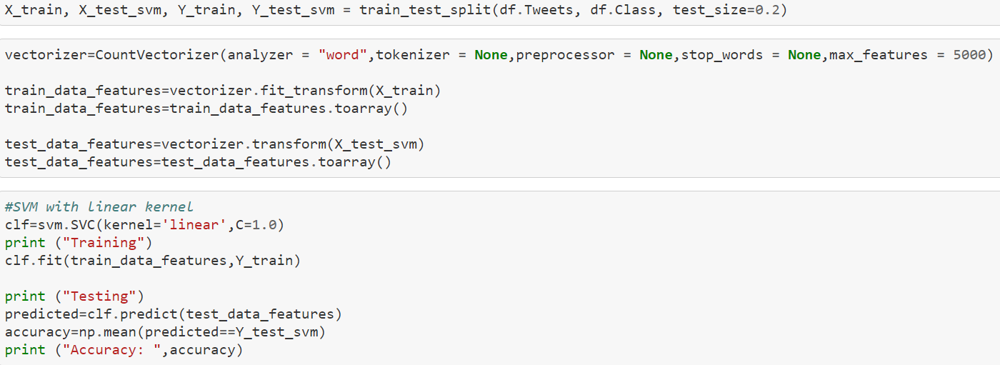 X_train, X_test_svm, Y_train, Y_test_svm = train_test_split(df.Tweets, df.Class, test_size=0.2)
vectorizer=CountVectorizer(analyzer = "word",tokenizer = None,preprocessor = None,stop_words = None,max_features = 5000)
train_data_features=vectorizer.fit_transform(X_train)
train_data_features=train_data_features.toarray()
test_data_features=vectorizer.transform(X_test_svm)
test_data_features=test_data_features.toarray()
#SVM with linear kernel
clf=svm.SVC(kernel='linear',C=1.0)
print ("Training")
clf.fit(train_data_features,Y_train)
print ("Testing")
predicted=clf.predict(test_data_features)
accuracy=np.mean(predicted==Y_test_svm)
print ("Accuracy: ",accuracy)